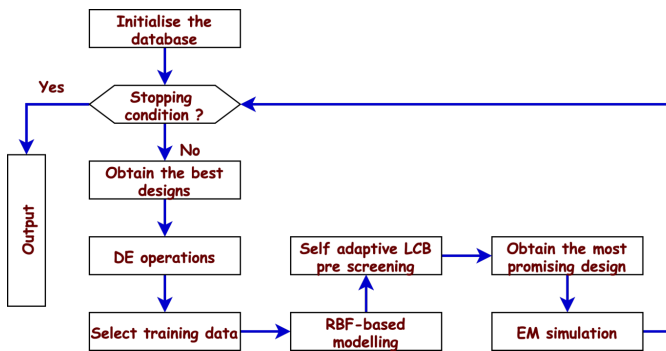 Initialise the
database
Yes
Stopping
condition ?
No
Obtain the best
designs
Output
DE operations
Self adaptive LCB
pre screening
Obtain the most
promising design
Select training data
RBF-based
modelling
EM simulation